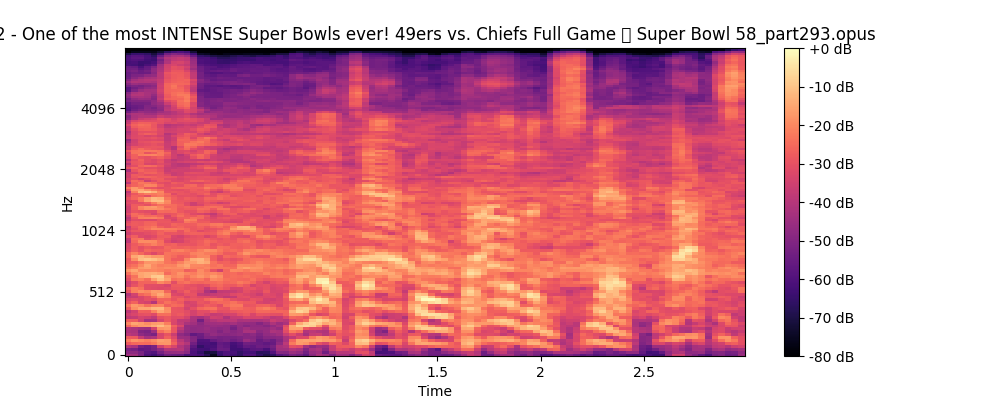 2 - One of the most INTENSE Super Bowls ever! 49ers vs. Chiefs Full Game Super Bowl 58_part293.opus
Hz
4096
2048
1024
512
0
0 0.5 1 1.5 2 2.5
Time
+0 dB
-10 dB
-20 dB
-30 dB
-40 dB
-50 dB
-60 dB
-70 dB
-80 dB